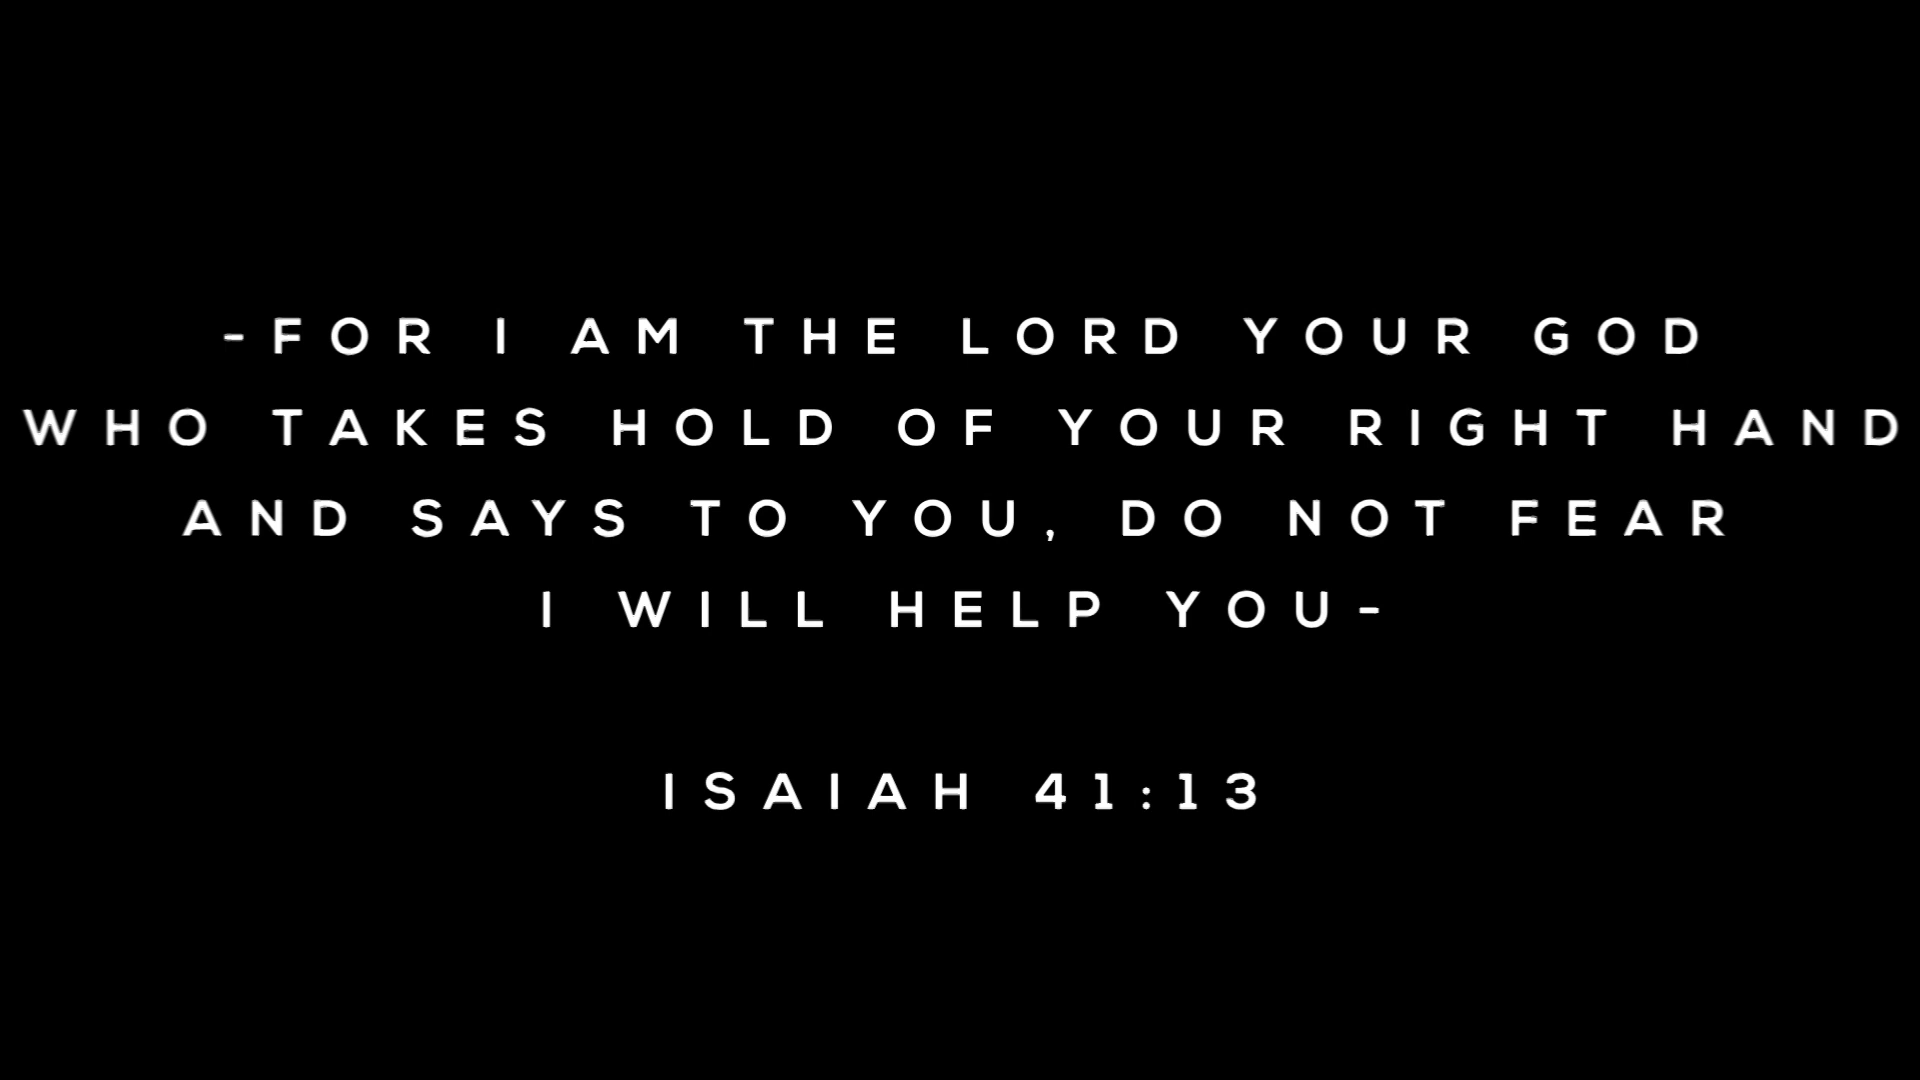 -FOR I AM THE LORD YOUR GOD
WHO TAKES HOLD OF YOUR RIGHT HAND
AND SAYS TO YOU, DO NOT FEAR
I WILL HELP YOU-
ISAIAH 41:13